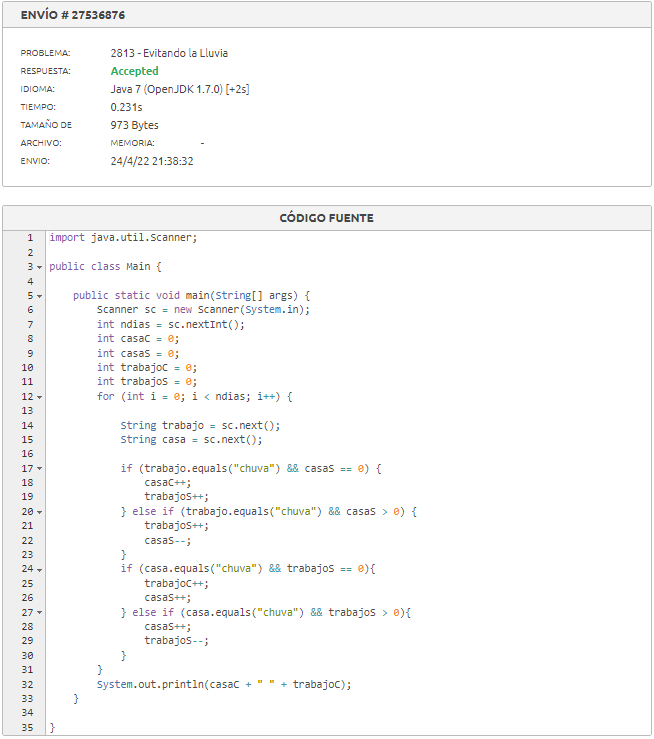 ENVÍO # 27536876
PROBLEMA: 2813 - Evitando la Lluvia
RESPUESTA: Accepted
IDIOMA: Java 7 (OpenJDK 1.7.0) [+2s]
TIEMPO: 0.231s
TAMAÑO DE ARCHIVO: 973 Bytes
MEMORIA: -
ENVIO: 24/4/22 21:38:32
CÓDIGO FUENTE
1 import java.util.Scanner;
2
3 public class Main {
4
5     public static void main(String[] args) {
6         Scanner sc = new Scanner(System.in);
7         int ndias = sc.nextInt();
8         int casaC = 0;
9         int casaS = 0;
10         int trabajoC = 0;
11         int trabajoS = 0;
12         for (int i = 0; i < ndias; i++) {
13
14             String trabajo = sc.next();
15             String casa = sc.next();
16
17             if (trabajo.equals("chuva") && casaS == 0) {
18                 casaC++;
19                 trabajoS++;
20             } else if (trabajo.equals("chuva") && casaS > 0) {
21                 trabajoS++;
22                 casaS--;
23             }
24             if (casa.equals("chuva") && trabajoS == 0){
25                 trabajoC++;
26                 casaS++;
27             } else if (casa.equals("chuva") && trabajoS > 0){
28                 casaS++;
29                 trabajoS--;
30             }
31         }
32         System.out.println(casaC + " " + trabajoC);
33     }
34
35 }